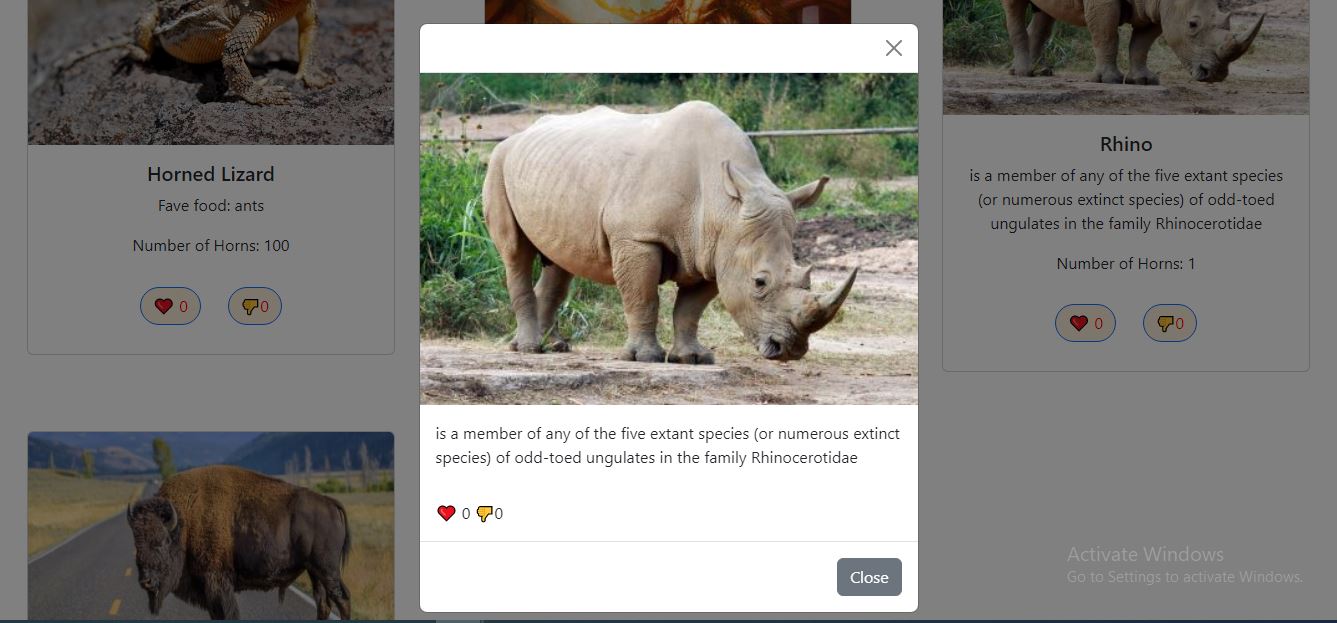 Horned Lizard
Fave food: ants
Number of Horns: 100
0
0
is a member of any of the five extant species (or numerous extinct
species) of odd-toed ungulates in the family Rhinocerotidae
0 0
Close
Rhino
is a member of any of the five extant species
(or numerous extinct species) of odd-toed
ungulates in the family Rhinocerotidae
Number of Horns: 1
0
0
Activate Windows
Go to Settings to activate Windows.